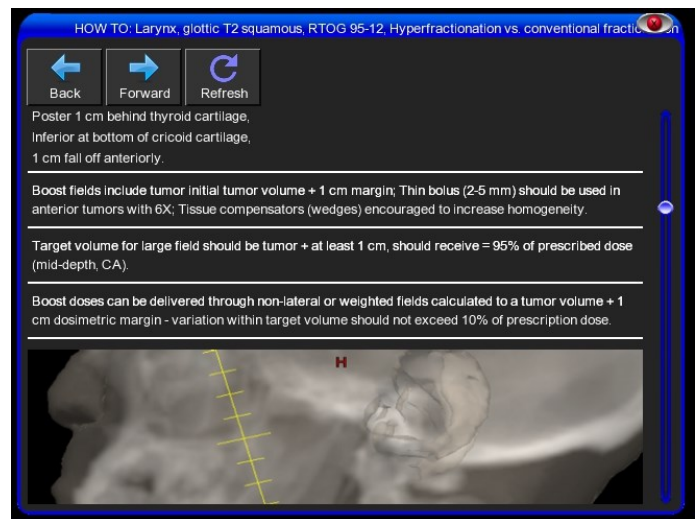 HOW TO: Larynx, glottic T2 squamous, RTOG 95-12, Hyperfractionation vs. conventional fractio
Back
Forward
Refresh
Poster 1 cm behind thyroid cartilage,
Inferior at bottom of cricoid cartilage,
1 cm fall off anteriorly.
Boost fields include tumor initial tumor volume + 1 cm margin; Thin bolus (2-5 mm) should be used in
anterior tumors with 6X; Tissue compensators (wedges) encouraged to increase homogeneity.
Target volume for large field should be tumor + at least 1 cm, should receive = 95% of prescribed dose
(mid-depth, CA).
Boost doses can be delivered through non-lateral or weighted fields calculated to a tumor volume + 1
cm dosimetric margin - variation within target volume should not exceed 10% of prescription dose.
H